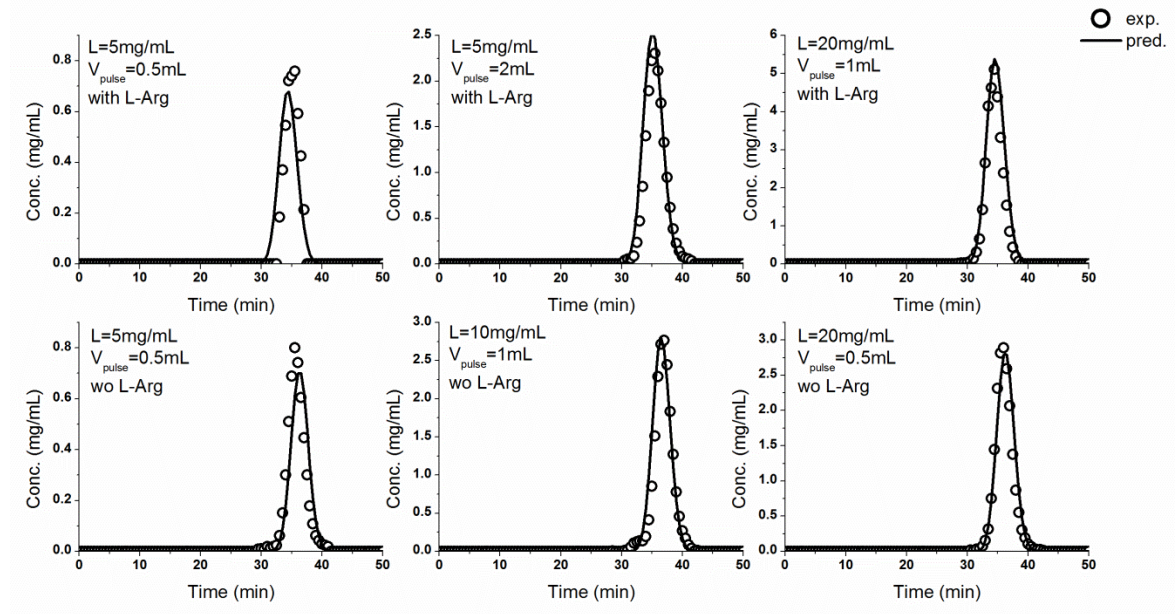 exp.
pred.
L=5mg/mL
Vpulse=0.5mL
with L-Arg
Conc. (mg/mL)
0.8
0.6
0.4
0.2
0.0
0 10 20 30 40 50
Time (min)
L=5mg/mL
Vpulse=2mL
with L-Arg
Conc. (mg/mL)
2.5
2.0
1.5
1.0
0.5
0.0
0 10 20 30 40 50
Time (min)
L=20mg/mL
Vpulse=1mL
with L-Arg
Conc. (mg/mL)
6
5
4
3
2
1
0
0 10 20 30 40 50
Time (min)
L=5mg/mL
Vpulse=0.5mL
wo L-Arg
Conc. (mg/mL)
0.8
0.6
0.4
0.2
0.0
0 10 20 30 40 50
Time (min)
L=10mg/mL
Vpulse=1mL
wo L-Arg
Conc. (mg/mL)
3.0
2.5
2.0
1.5
1.0
0.5
0.0
0 10 20 30 40 50
Time (min)
L=20mg/mL
Vpulse=0.5mL
wo L-Arg
Conc. (mg/mL)
3.0
2.5
2.0
1.5
1.0
0.5
0.0
0 10 20 30 40 50
Time (min)